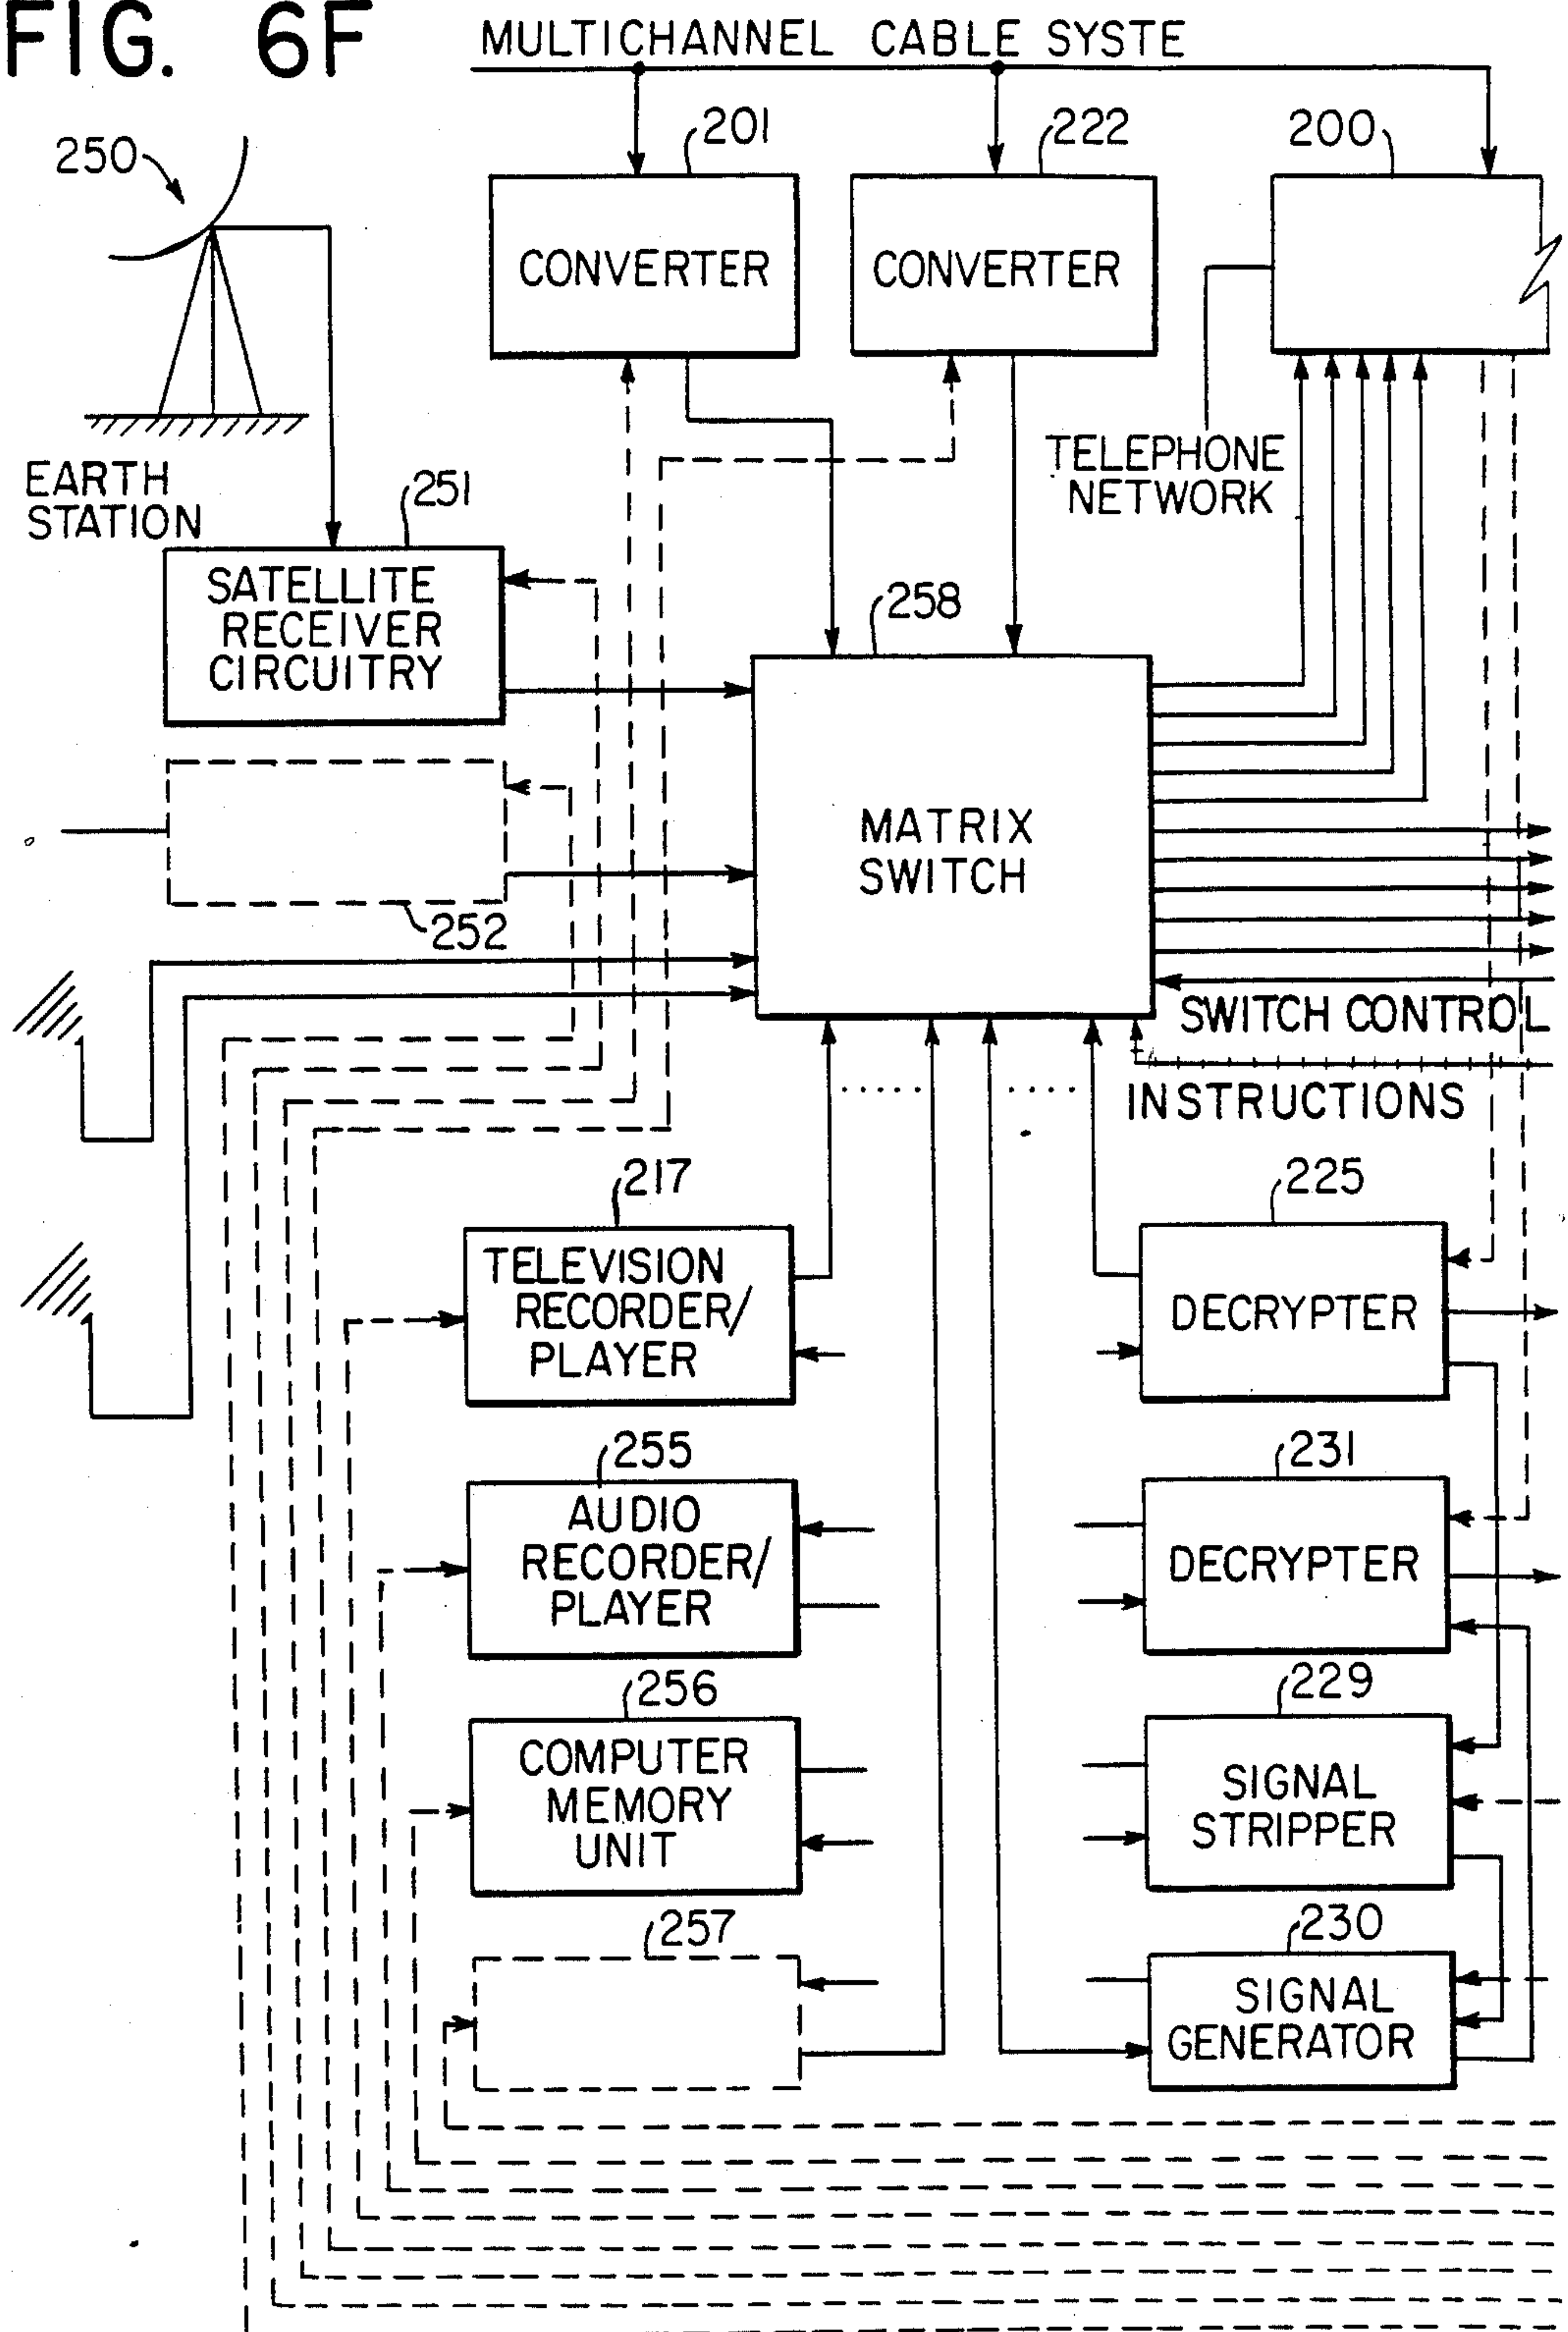 FIG. 6F
MULTICHANNEL CABLE SYSTE
250
201
222
200
CONVERTER
CONVERTER
TELEPHONE
NETWORK
EARTH
STATION
251
SATELLITE
RECEIVER
CIRCUITRY
258
MATRIX
SWITCH
252
SWITCH CONTROL
INSTRUCTIONS
217
TELEVISION
RECORDER/
PLAYER
225
DECRYPTER
255
AUDIO
RECORDER/
PLAYER
231
DECRYPTER
256
COMPUTER
MEMORY
UNIT
229
SIGNAL
STRIPPER
257
230
SIGNAL
GENERATOR